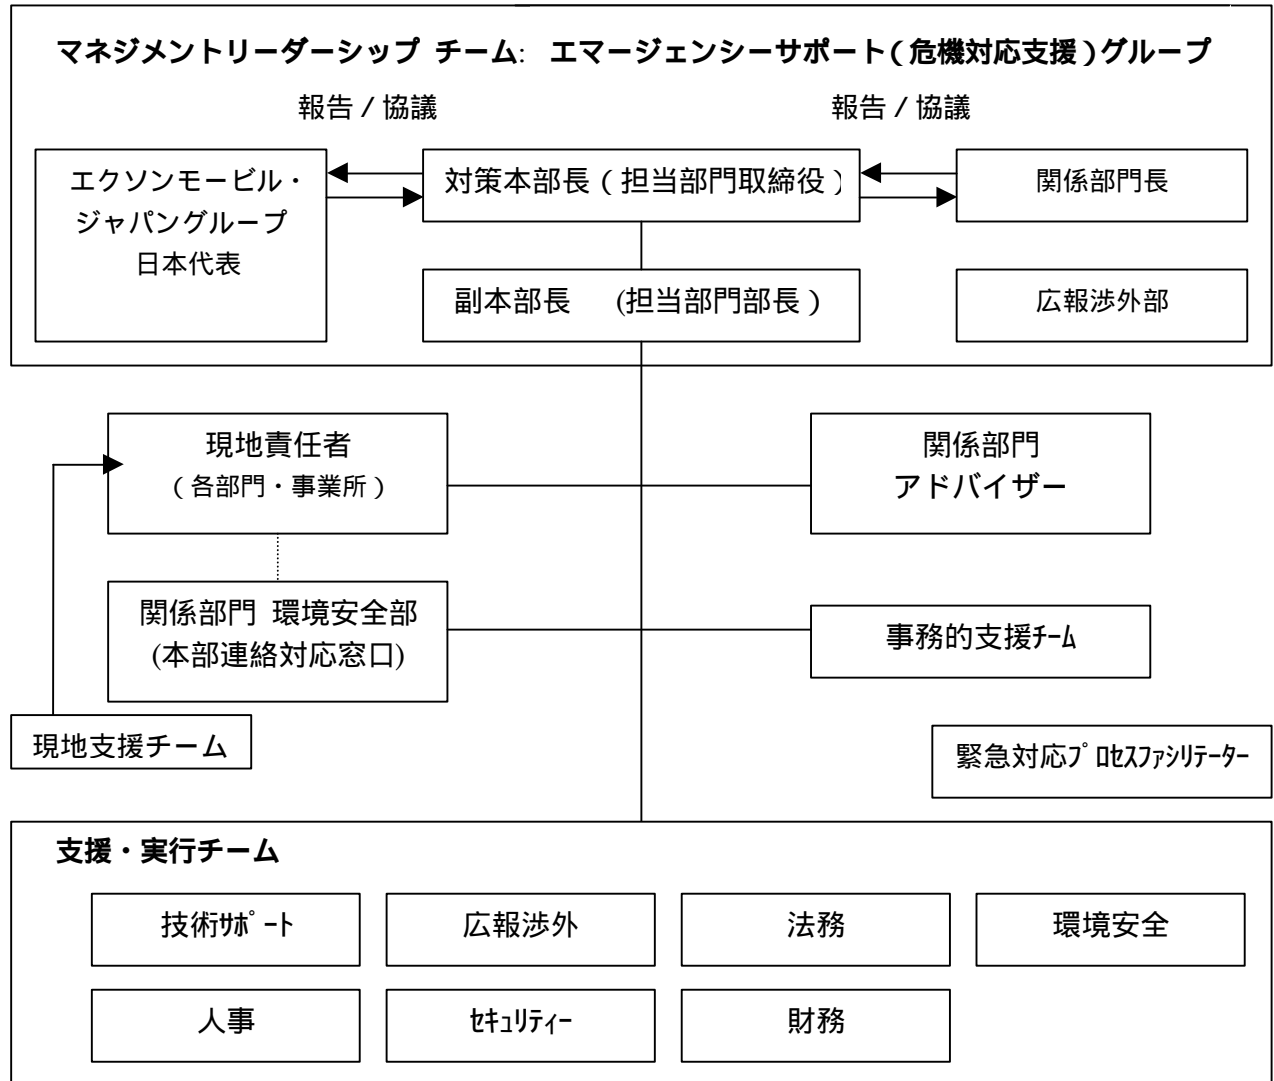 マネジメントリーダーシップ チーム: エマージェンシーサポート(危機対応支援)グループ
報告 / 協議
報告 / 協議
エクソンモービル・
ジャパングループ
日本代表
対策本部長(担当部門取締役)
関係部門長
副本部長 (担当部門部長)
広報渉外部
現地責任者
(各部門・事業所)
関係部門
アドバイザー
関係部門 環境安全部
(本部連絡対応窓口)
事務的支援ﾁｰﾑ
現地支援チーム
緊急対応ﾌﾟﾛｾｽﾌｧｼﾘﾃｰﾀｰ
支援・実行チーム
技術ｻﾎﾟｰﾄ
広報渉外
法務
環境安全
人事
ｾｷｭﾘﾃｨｰ
財務